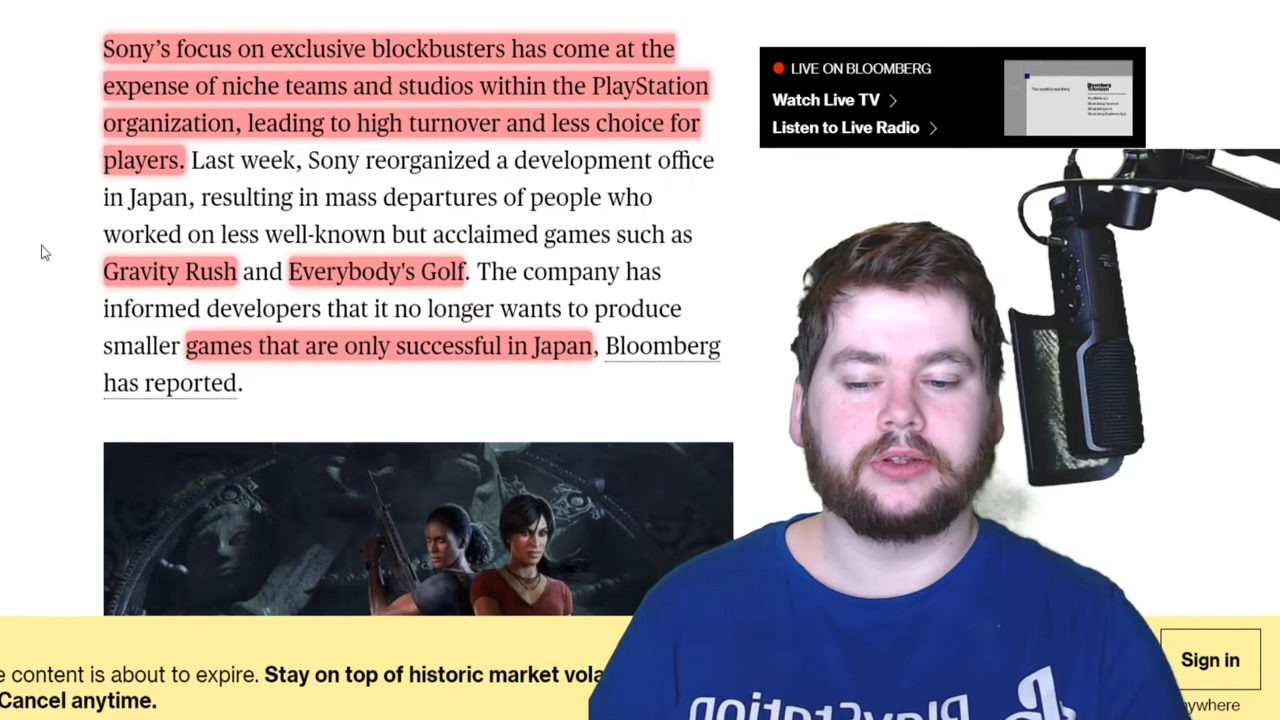 Sony’s focus on exclusive blockbusters has come at the
expense of niche teams and studios within the PlayStation
organization, leading to high turnover and less choice for
players. Last week, Sony reorganized a development office
in Japan, resulting in mass departures of people who
worked on less well-known but acclaimed games such as
Gravity Rush and Everybody's Golf. The company has
informed developers that it no longer wants to produce
smaller games that are only successful in Japan, Bloomberg
has reported.
LIVE ON BLOOMBERG
Watch Live TV
Listen to Live Radio
e content is about to expire. Stay on top of historic market vola
Cancel anytime.
Sign in
ywhere
PlayStation